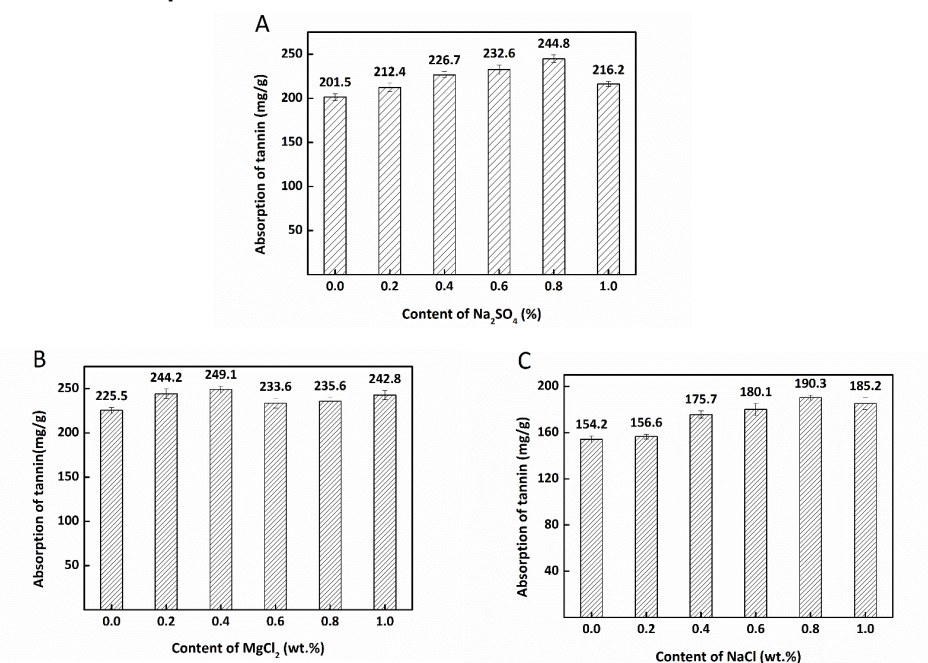 A
Absorption of tannin (mg/g)
250
200
150
100
50
201.5
212.4
226.7
232.6
244.8
216.2
0.0 0.2 0.4 0.6 0.8 1.0
Content of Na₂SO₄ (%)
B
Absorption of tannin(mg/g)
250
200
150
100
50
225.5
244.2
249.1
233.6
235.6
242.8
0.0 0.2 0.4 0.6 0.8 1.0
Content of MgCl₂ (wt.%)
C
Absorption of tannin (mg/g)
200
160
120
80
40
154.2
156.6
175.7
180.1
190.3
185.2
0.0 0.2 0.4 0.6 0.8 1.0
Content of NaCl (wt.%)